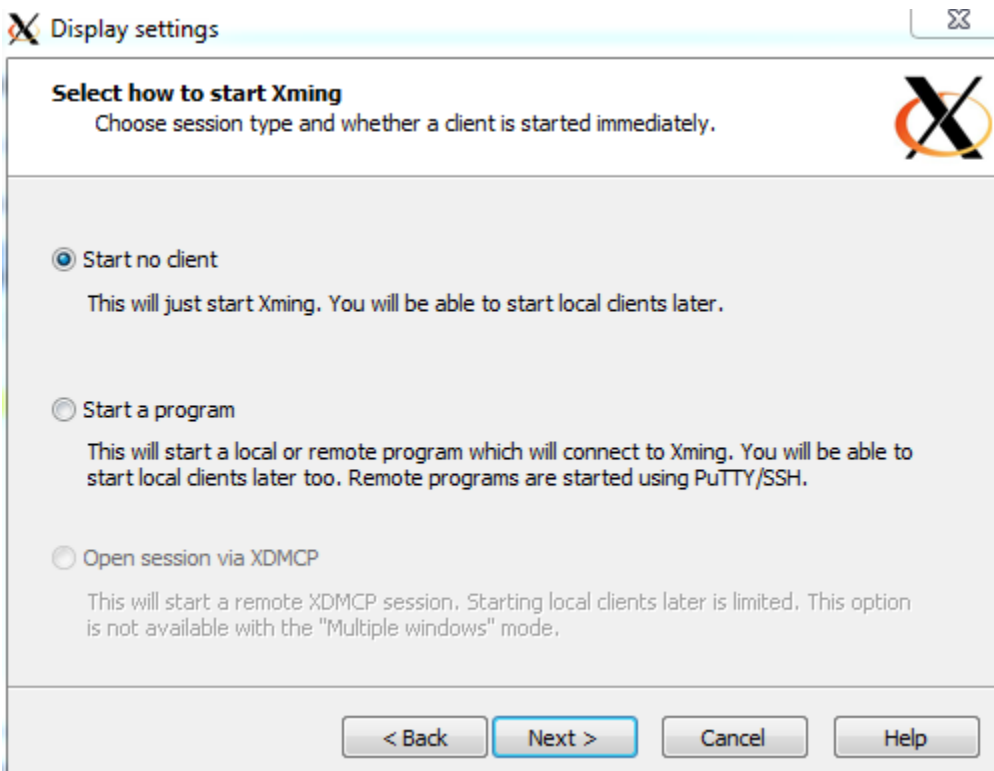 Display settings
Select how to start Xming
Choose session type and whether a client is started immediately.
Start no client
This will just start Xming. You will be able to start local clients later.
Start a program
This will start a local or remote program which will connect to Xming. You will be able to
start local clients later too. Remote programs are started using PuTTY/SSH.
Open session via XDMCP
This will start a remote XDMCP session. Starting local clients later is limited. This option
is not available with the "Multiple windows" mode.
< Back Next > Cancel Help